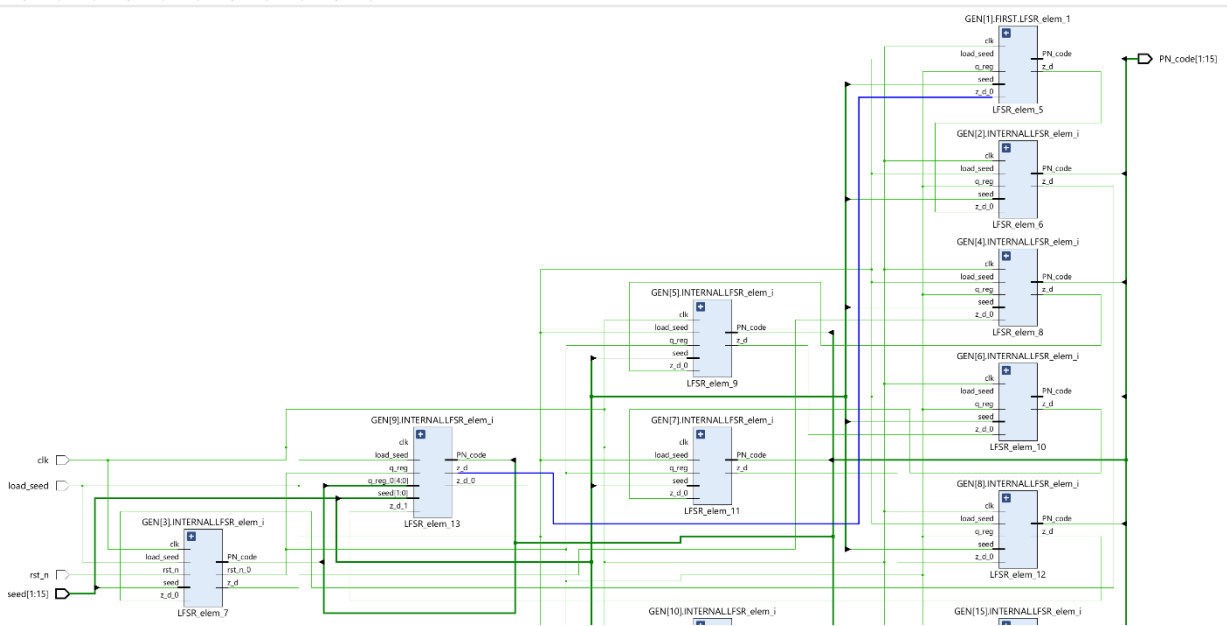 GEN[1].FIRST.LFSR_elem_1
clk
load_seed
q_reg
seed
z_d_0
PN_code
z_d
LFSR_elem_5
PN_code[1:15]
GEN[2].INTERNAL.LFSR_elem_i
clk
load_seed
q_reg
seed
z_d_0
PN_code
z_d
LFSR_elem_6
GEN[4].INTERNAL.LFSR_elem_i
clk
load_seed
q_reg
seed
z_d_0
PN_code
z_d
LFSR_elem_8
GEN[5].INTERNAL.LFSR_elem_i
clk
load_seed
q_reg
seed
z_d_0
PN_code
z_d
LFSR_elem_9
GEN[6].INTERNAL.LFSR_elem_i
clk
load_seed
q_reg
seed
z_d_0
PN_code
z_d
LFSR_elem_10
GEN[9].INTERNAL.LFSR_elem_i
clk
load_seed
q_reg
q_reg_0[4:0]
seed[1:0]
z_d_1
PN_code
z_d
z_d_0
LFSR_elem_13
GEN[7].INTERNAL.LFSR_elem_i
clk
load_seed
q_reg
seed
z_d_0
PN_code
z_d
LFSR_elem_11
GEN[8].INTERNAL.LFSR_elem_i
clk
load_seed
q_reg
seed
z_d_0
PN_code
z_d
LFSR_elem_12
clk
load_seed
rst_n
seed[1:15]
GEN[3].INTERNAL.LFSR_elem_i
clk
load_seed
rst_n
seed
z_d_0
PN_code
rst_n_0
z_d
LFSR_elem_7
GEN[10].INTERNAL.LFSR_elem_i
GEN[15].INTERNAL.LFSR_elem_i